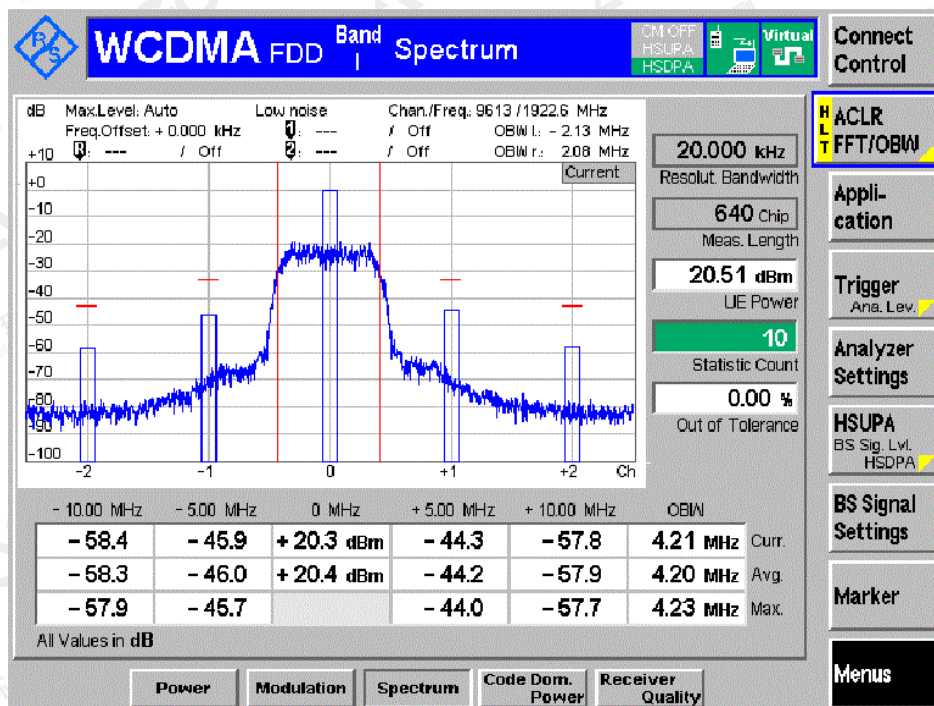 R S
WCDMA FDD Band I Spectrum
CM OFF
HSUPA
HSDPA
Virtual
Connect Control
dB Max.Level: Auto Low noise Chan./Freq.: 9613 / 1922.6 MHz
Freq.Offset: + 0.000 kHz 1: --- / Off OBW l.: - 2.13 MHz
R: --- / Off 2: --- / Off OBW r.: 2.08 MHz
Current
+10
+0
-10
-20
-30
-40
-50
-60
-70
-80
-90
-100
-2 -1 0 +1 +2 Ch
20.000 kHz
Resolut. Bandwidth
640 Chip
Meas. Length
20.51 dBm
UE Power
10
Statistic Count
0.00 %
Out of Tolerance
- 10.00 MHz - 5.00 MHz 0 MHz + 5.00 MHz + 10.00 MHz OBW
- 58.4 - 45.9 + 20.3 dBm - 44.3 - 57.8 4.21 MHz Curr.
- 58.3 - 46.0 + 20.4 dBm - 44.2 - 57.9 4.20 MHz Avg.
- 57.9 - 45.7 - 44.0 - 57.7 4.23 MHz Max.
All Values in dB
HLT
ACLR
FFT/OBW
Appli-
cation
Trigger
Ana. Lev.
Analyzer
Settings
HSUPA
BS Sig. Lvl.
HSDPA
BS Signal
Settings
Marker
Menus
Power
Modulation
Spectrum
Code Dom.
Power
Receiver
Quality